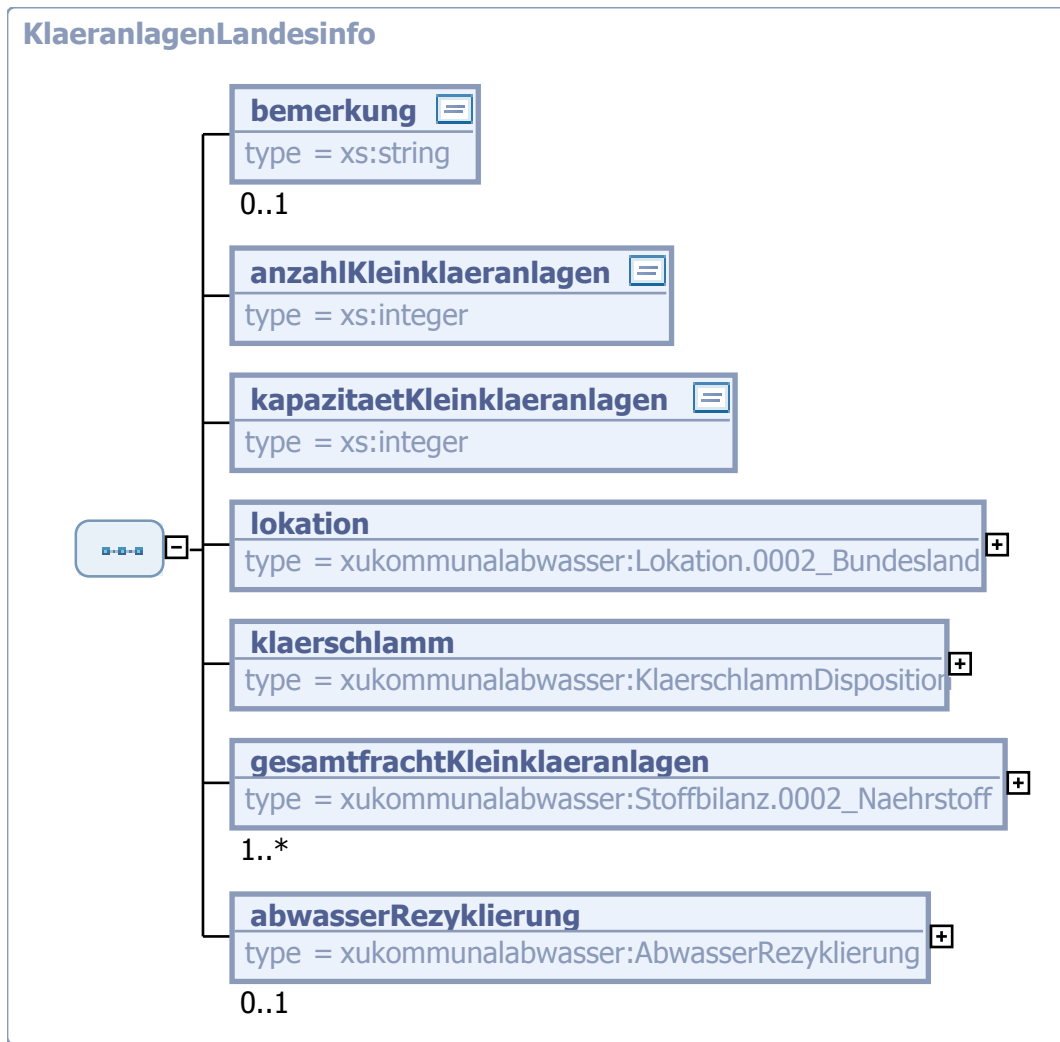 KlaeranlagenLandesinfo
bemerkung
type = xs:string
0..1
anzahlKleinklaeranlagen
type = xs:integer
kapazitaetKleinklaeranlagen
type = xs:integer
lokation
type = xukommunalabwasser:Lokation.0002_Bundesland
klaerschlamm
type = xukommunalabwasser:KlaerschlammDisposition
gesamtfrachtKleinklaeranlagen
type = xukommunalabwasser:Stoffbilanz.0002_Naehrstoff
1..*
abwasserRezyklierung
type = xukommunalabwasser:AbwasserRezyklierung
0..1